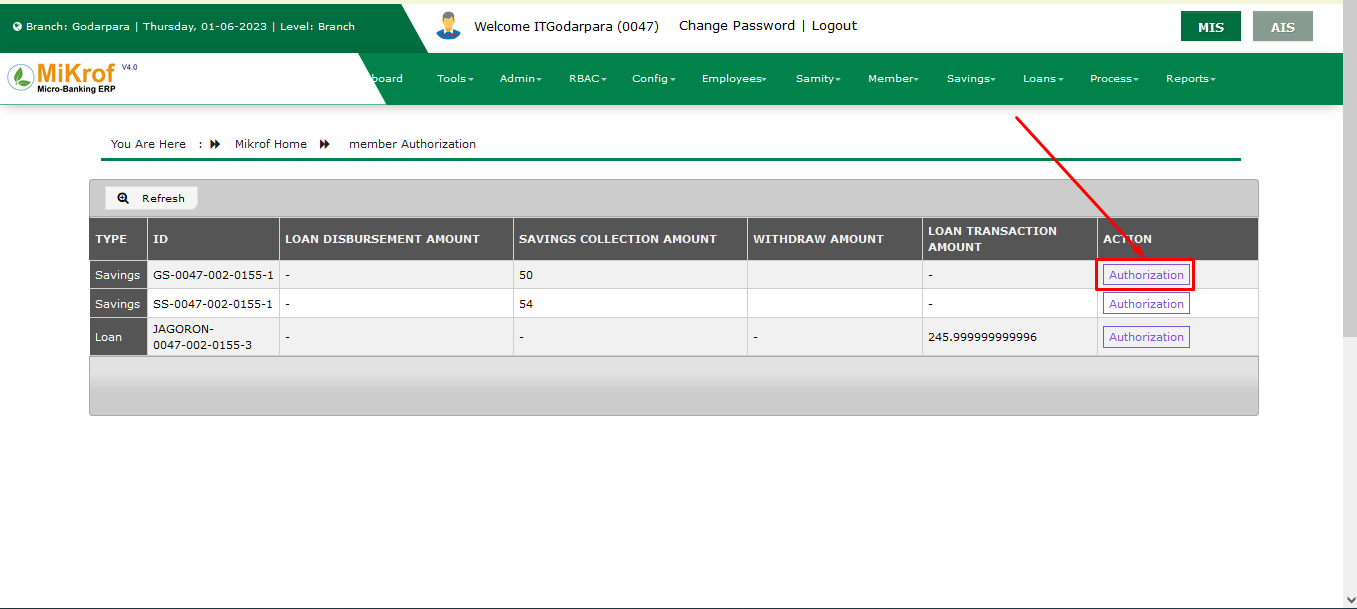 Branch: Godarpara | Thursday, 01-06-2023 | Level: Branch
Welcome ITGodarpara (0047) Change Password | Logout
MIS AIS
MiKrof V4.0
Micro-Banking ERP
board Tools Admin RBAC Config Employees Samity Member Savings Loans Process Reports
You Are Here : Mikrof Home member Authorization
Refresh
TYPE ID LOAN DISBURSEMENT AMOUNT SAVINGS COLLECTION AMOUNT WITHDRAW AMOUNT LOAN TRANSACTION
AMOUNT ACTION
Savings GS-0047-002-0155-1 - 50 - Authorization
Savings SS-0047-002-0155-1 - 54 - Authorization
Loan JAGORON-
0047-002-0155-3 - - - 245.999999999996 Authorization